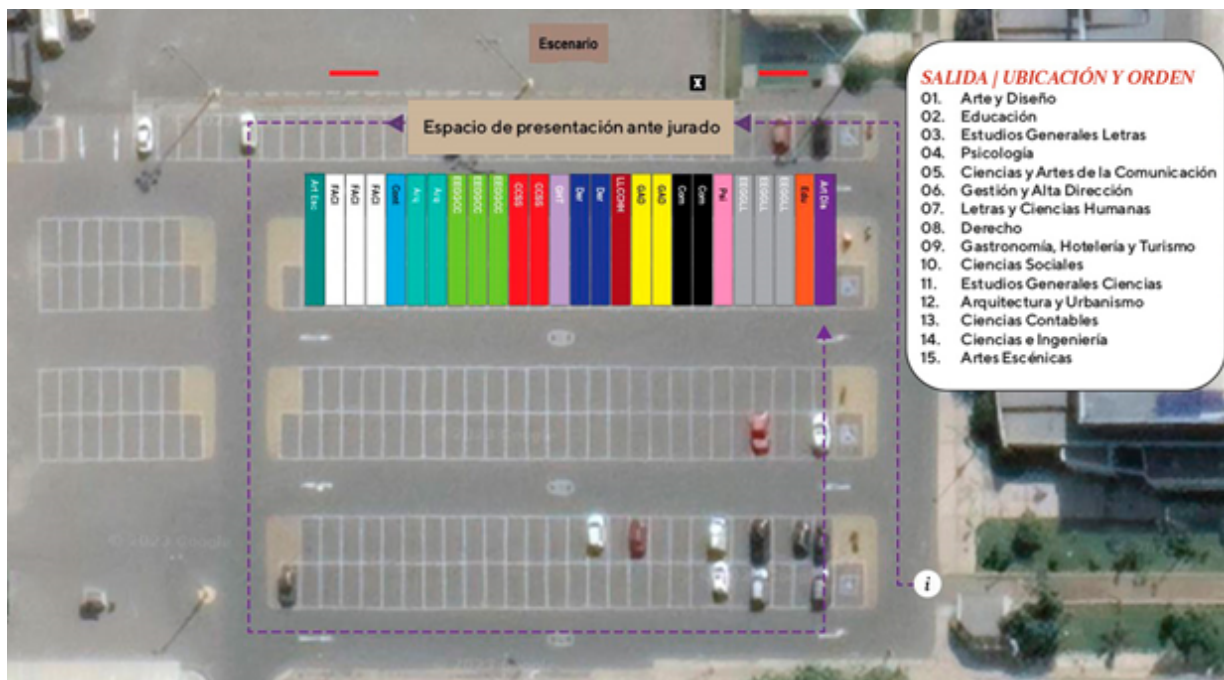 Escenario
X
SALIDA | UBICACIÓN Y ORDEN
01. Arte y Diseño
02. Educación
03. Estudios Generales Letras
04. Psicología
05. Ciencias y Artes de la Comunicación
06. Gestión y Alta Dirección
07. Letras y Ciencias Humanas
08. Derecho
09. Gastronomía, Hotelería y Turismo
10. Ciencias Sociales
11. Estudios Generales Ciencias
12. Arquitectura y Urbanismo
13. Ciencias Contables
14. Ciencias e Ingeniería
15. Artes Escénicas
Espacio de presentación ante jurado
Art Esc
FACI
FACI
FACI
Cont
Arq
Arq
EEGGCC
EEGGCC
EEGGCC
CCSS
CCSS
GHT
Der
Der
LLCCHH
GAD
GAD
Com
Com
Psi
EEGGLL
EEGGLL
EEGGLL
Edu
Art Dis
i
© 2023 Google